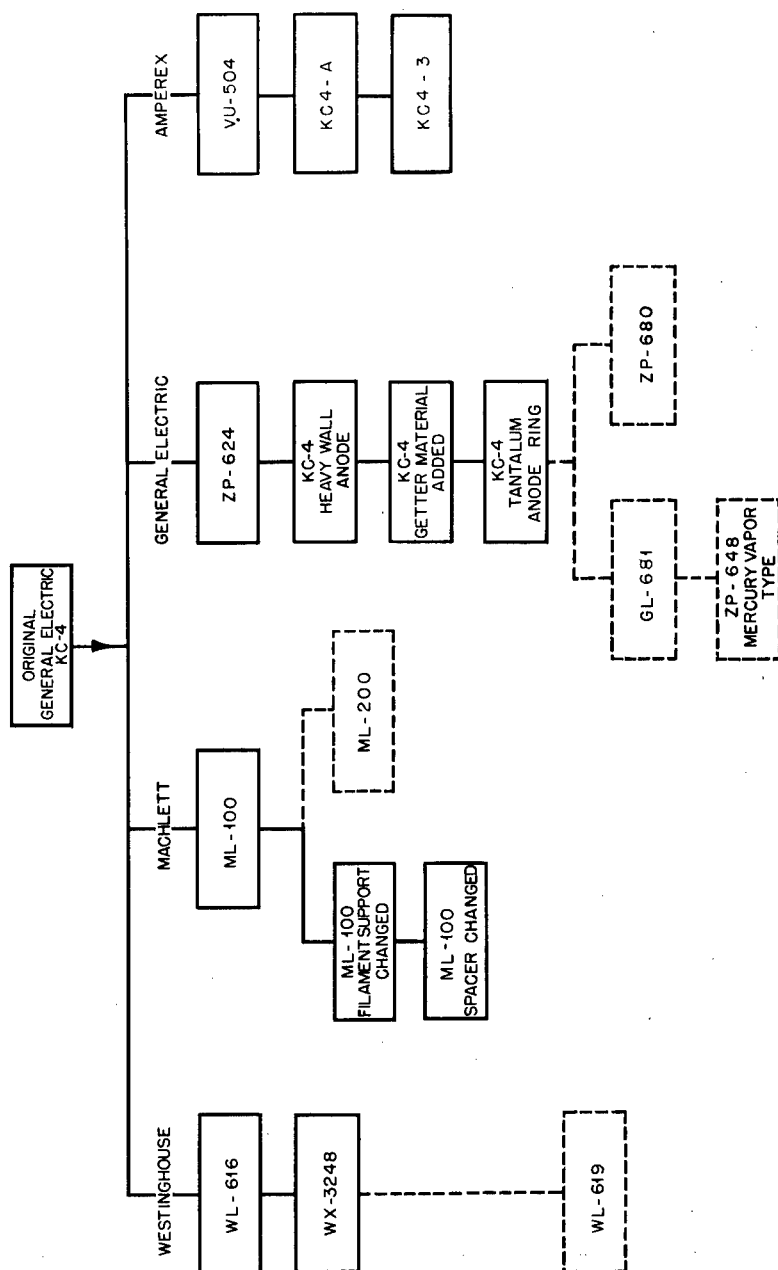 ORIGINAL
GENERAL ELECTRIC
KC-4
WESTINGHOUSE
WL-616
WX-3248
WL-619
MACHLETT
ML-100
ML-100
FILAMENT SUPPORT
CHANGED
ML-100
SPACER CHANGED
ML-200
GENERAL ELECTRIC
ZP-624
KC-4
HEAVY WALL
ANODE
KC-4
GETTER MATERIAL
ADDED
KC-4
TANTALUM
ANODE RING
GL-681
ZP-648
MERCURY VAPOR
TYPE
ZP-680
AMPEREX
VU-504
KC4-A
KC4-3